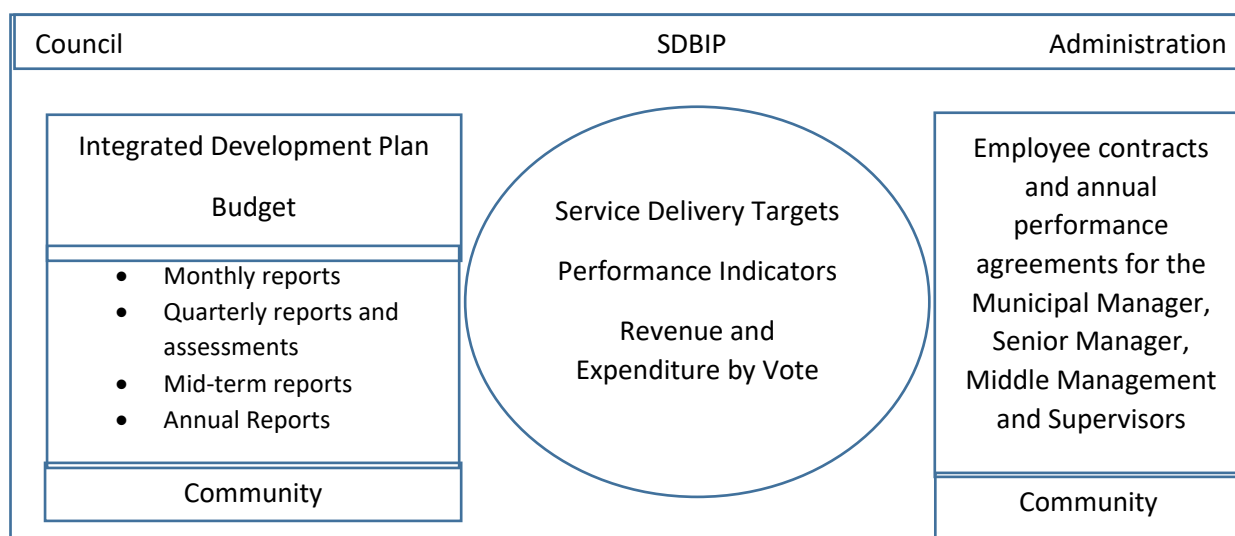 Council SDBIP Administration
Integrated Development Plan
Budget
• Monthly reports
• Quarterly reports and
assessments
• Mid-term reports
• Annual Reports
Community
Service Delivery Targets
Performance Indicators
Revenue and
Expenditure by Vote
Employee contracts
and annual
performance
agreements for the
Municipal Manager,
Senior Manager,
Middle Management
and Supervisors
Community